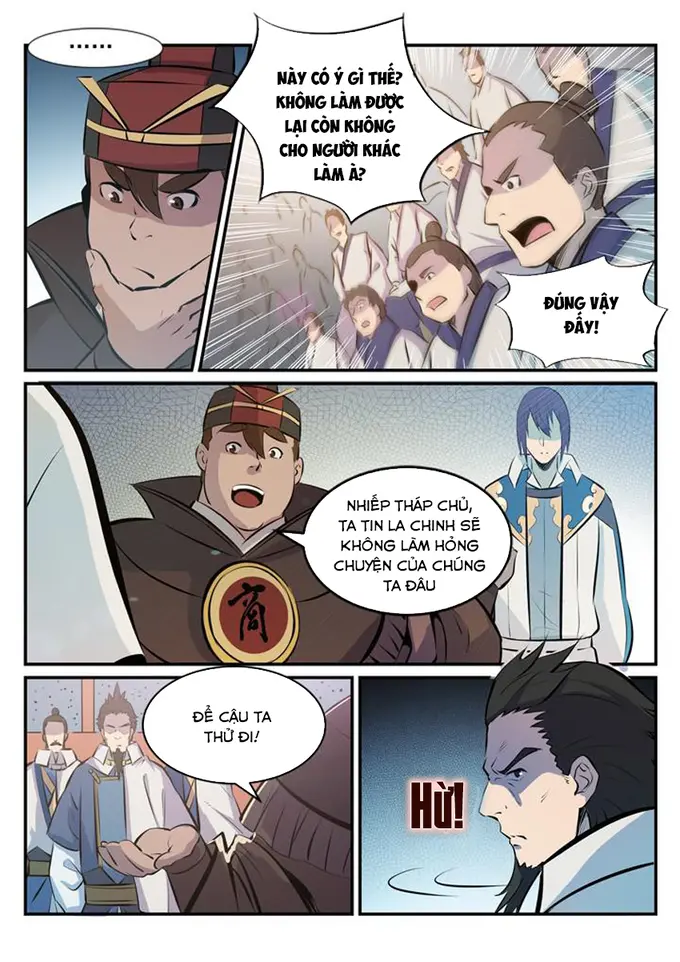 ......
NÀY CÓ Ý GÌ THẾ?
KHÔNG LÀM ĐƯỢC
LẠI CÒN KHÔNG
CHO NGƯỜI KHÁC
LÀM À?
ĐÚNG VẬY
ĐẤY!
NHIẾP THÁP CHỦ,
TA TIN LA CHINH SẼ
KHÔNG LÀM HỎNG
CHUYỆN CỦA CHÚNG
TA ĐÂU
商
ĐỂ CẬU TA
THỬ ĐI!
HỪ!